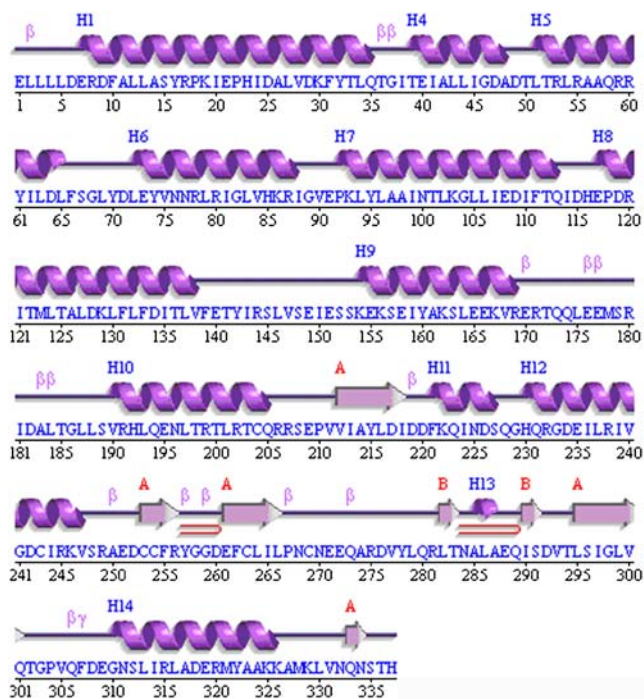 β H1 ββ H4 H5
ELLLLDERDFALLASYRPKIEPHIDALVDKFYTLQTGITEIALLIGDADTLTRLRAAQRR
1 5 10 15 20 25 30 35 40 45 50 55 60
H6 H7 H8
YILDLFSGLYDLEYVNNRLRIGLVHKRIGVEPKLYLAAINTLKGLLIEDIFTQIDHEPDR
61 65 70 75 80 85 90 95 100 105 110 115 120
H9 β ββ
ITMLTALDKLFLFDITLVFETYIRSLVSEIESSKEKSEIYAKSLEEKVRERTQQLEEMSR
121 125 130 135 140 145 150 155 160 165 170 175 180
ββ H10 A β H11 H12
IDALTGLLSVRHLQENLTRTLRTCQRRSEPVVIAYLDIDDFKQINDSQGHQRGDEILRIV
181 185 190 195 200 205 210 215 220 225 230 235 240
β A β β A β β B H13 B A
GDCIRKVSRAEDCCFRYGGDEFCLILPNCNEEQARDVYLQRLTNALAEQISDVTLSIGLV
241 245 250 255 260 265 270 275 280 285 290 295 300
βγ H14 A
QTGPVQFDEGNSLIRLADERMYAAKKAMKLVNQNSTH
301 305 310 315 320 325 330 335